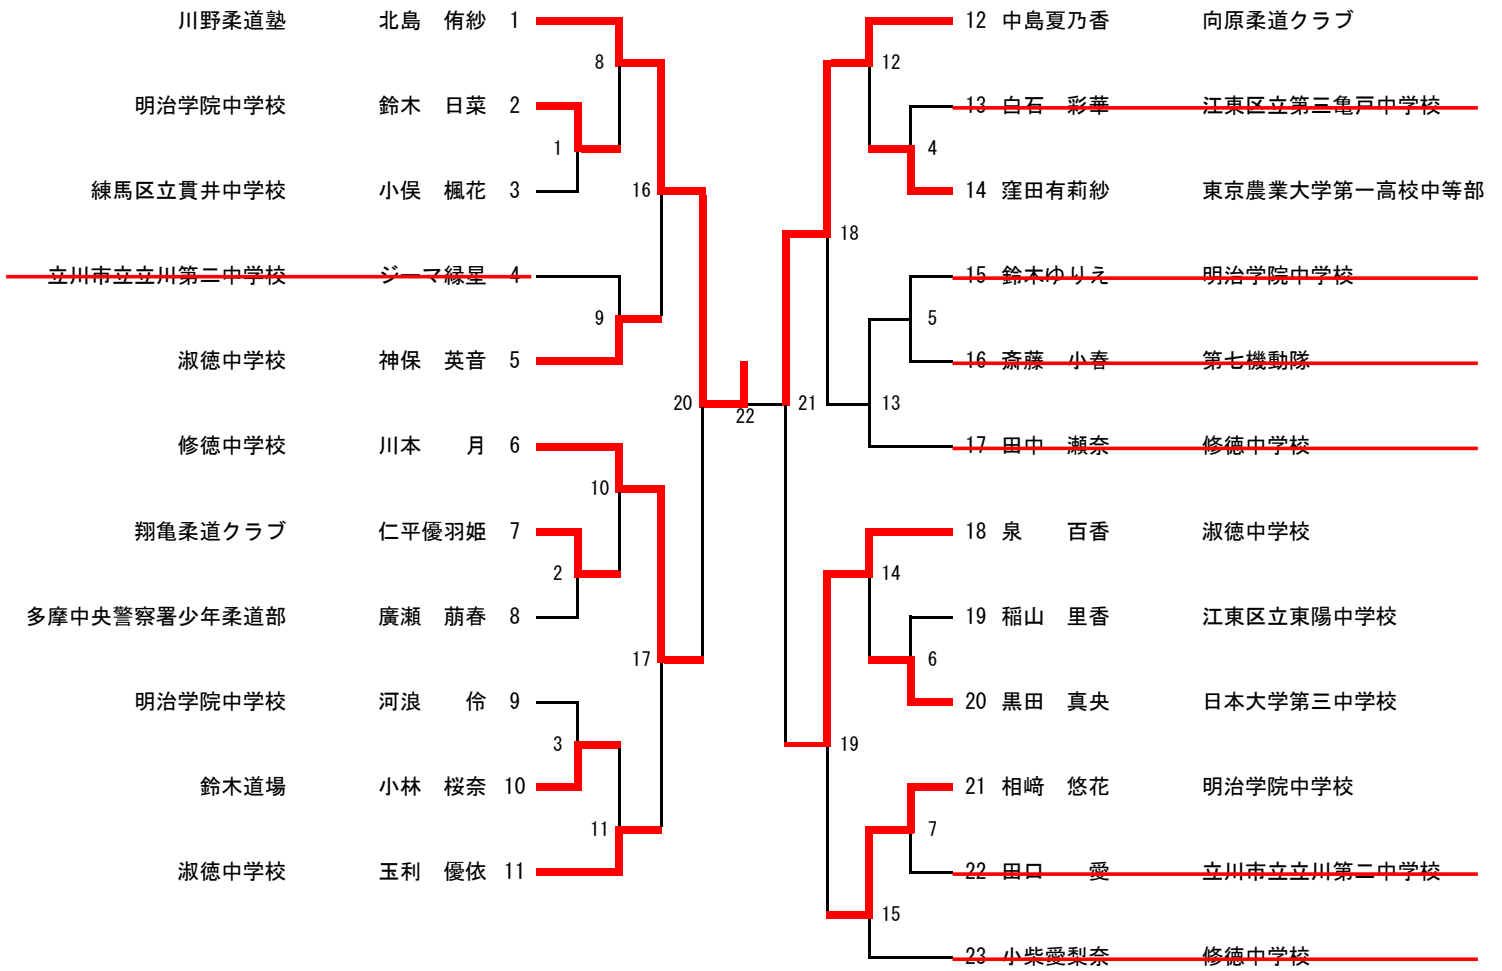 川野柔道塾 北島 侑紗 1
明治学院中学校 鈴木 日菜 2
練馬区立貫井中学校 小俣 楓花 3
立川市立立川第二中学校 ジーマ縁星 4
淑徳中学校 神保 英音 5
修徳中学校 川本 月 6
翔亀柔道クラブ 仁平優羽姫 7
多摩中央警察署少年柔道部 廣瀬 萠春 8
明治学院中学校 河浪 伶 9
鈴木道場 小林 桜奈 10
淑徳中学校 玉利 優依 11
8
1
16
9
20
10
2
17
3
11
22
12
4
18
5
21
13
14
6
19
7
15
12 中島夏乃香 向原柔道クラブ
13 白石 彩華 江東区立第三亀戸中学校
14 窪田有莉紗 東京農業大学第一高校中等部
15 鈴木ゆりえ 明治学院中学校
16 斎藤 小春 第七機動隊
17 田中 瀬奈 修徳中学校
18 泉 百香 淑徳中学校
19 稲山 里香 江東区立東陽中学校
20 黒田 真央 日本大学第三中学校
21 相﨑 悠花 明治学院中学校
22 田口 愛 立川市立立川第二中学校
23 小柴愛梨奈 修徳中学校